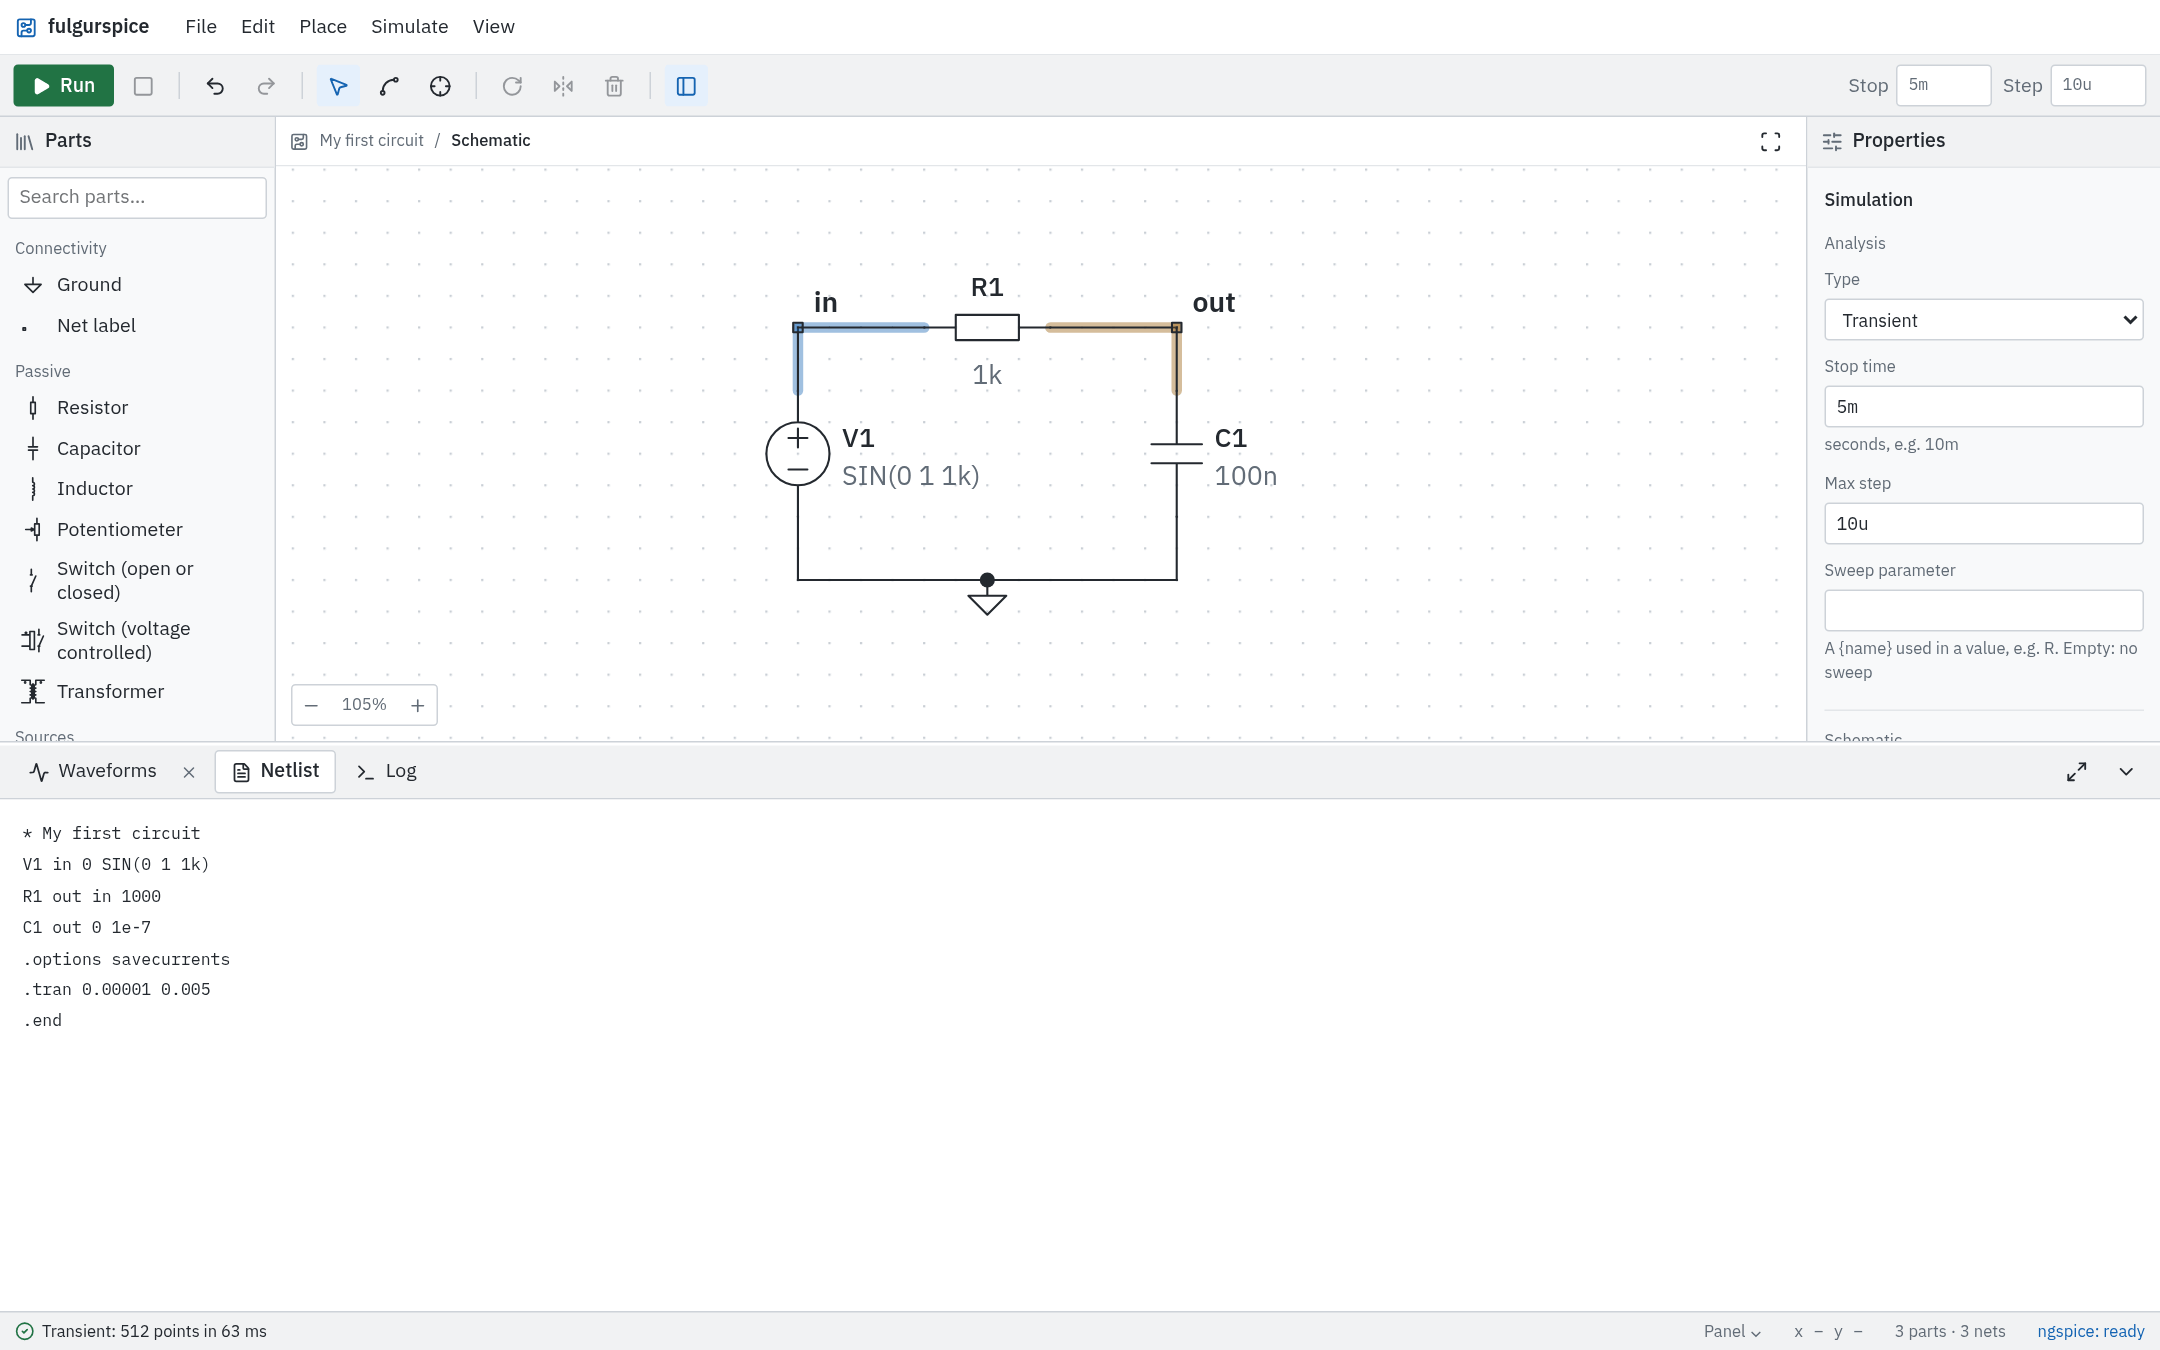 fulgurspice File Edit Place Simulate View
Run Stop 5m Step 10u
Parts
Search parts...
Connectivity
Ground
Net label
Passive
Resistor
Capacitor
Inductor
Potentiometer
Switch (open or
closed)
Switch (voltage
controlled)
Transformer
Sources
My first circuit / Schematic
in
R1
out
1k
V1
SIN(0 1 1k)
C1
100n
105%
Properties
Simulation
Analysis
Type
Transient
Stop time
5m
seconds, e.g. 10m
Max step
10u
Sweep parameter
A {name} used in a value, e.g. R. Empty: no
sweep
Schematic
Waveforms Netlist Log
* My first circuit
V1 in 0 SIN(0 1 1k)
R1 out in 1000
C1 out 0 1e-7
.options savecurrents
.tran 0.00001 0.005
.end
Transient: 512 points in 63 ms Panel x – y – 3 parts · 3 nets ngspice: ready